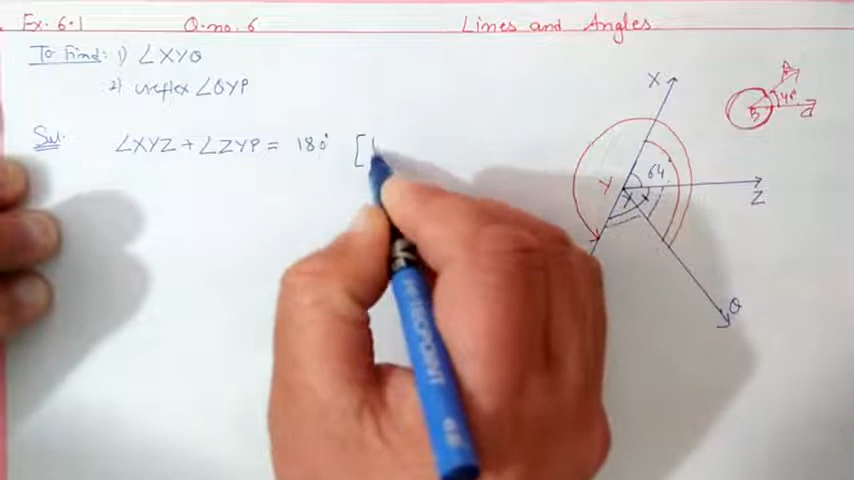 Ex. 6.1 Q.no. 6 Lines and Angles
To Find: 1) ∠XYQ
2) reflex ∠QYP
Sol. ∠XYZ + ∠ZYP = 180° [
X
A
40°
B
C
64°
Y
Z
x x
Q